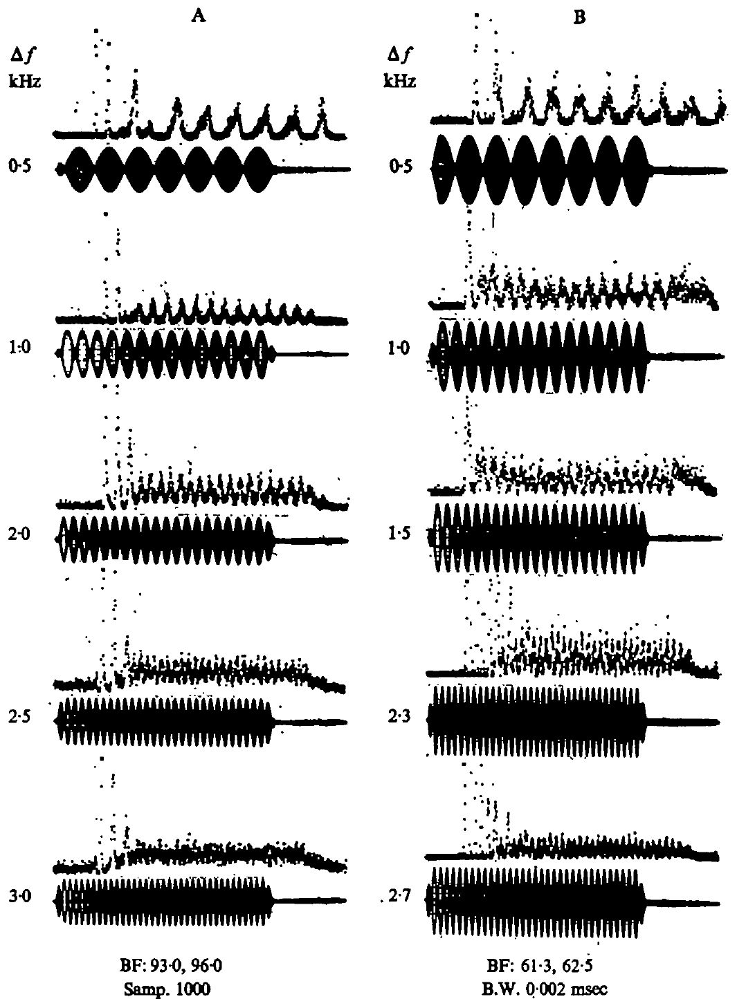 A
Δf
kHz
0·5
1·0
2·0
2·5
3·0
BF: 93·0, 96·0
Samp. 1000
B
Δf
kHz
0·5
1·0
1·5
2·3
2·7
BF: 61·3, 62·5
B.W. 0·002 msec